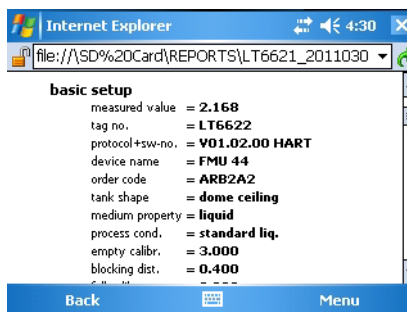 Internet Explorer 4:30
file://\SD%20Card\REPORTS\LT6621_2011030
basic setup
measured value = 2.168
tag no. = LT6622
protocol+sw-no. = V01.02.00 HART
device name = FMU 44
order code = ARB2A2
tank shape = dome ceiling
medium property = liquid
process cond. = standard liq.
empty calibr. = 3.000
blocking dist. = 0.400
Back Menu